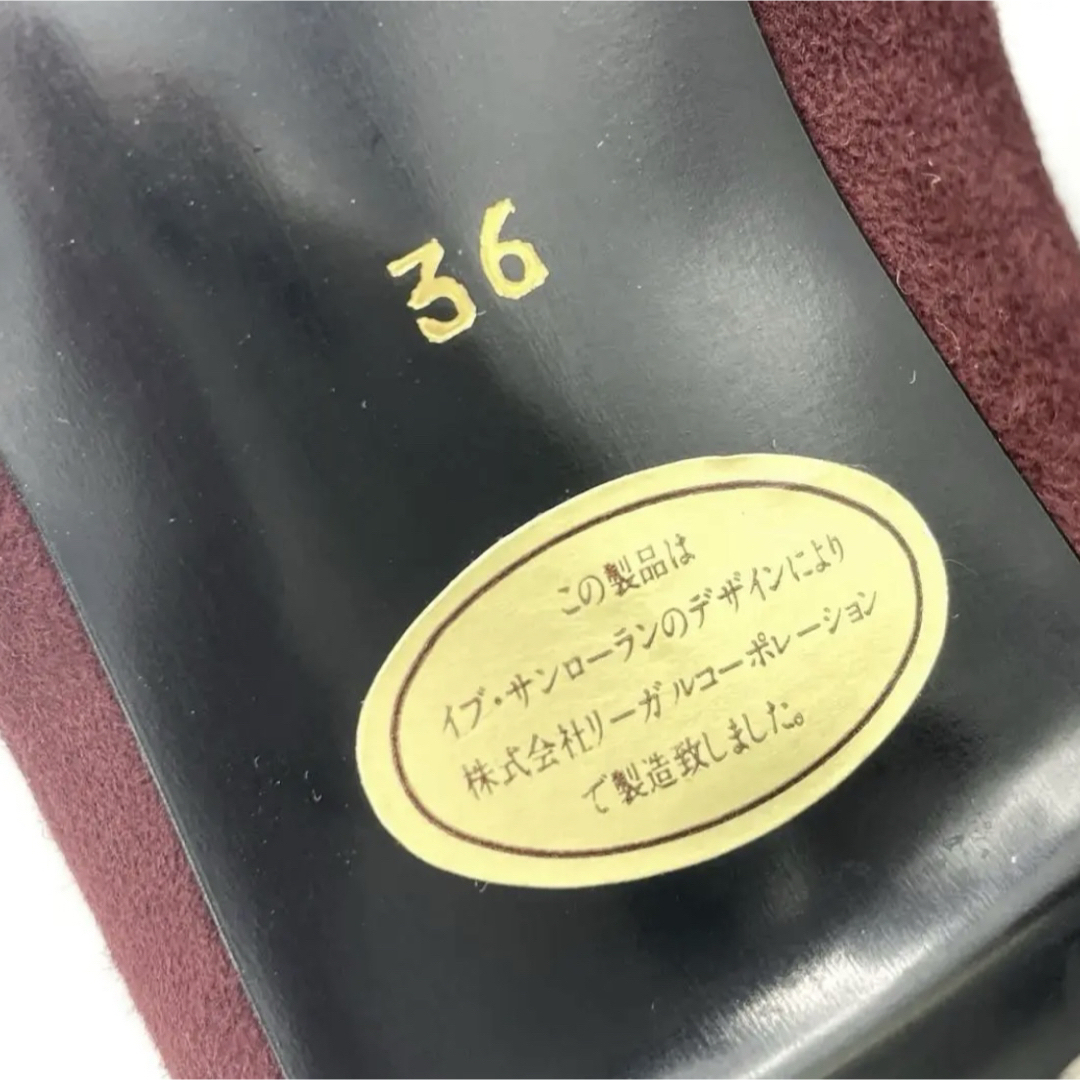 36
この製品は
イブ・サンローランのデザインにより
株式会社リーガルコーポレーション
で製造致しました。